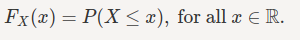 F_X(x) = P(X ≤ x), for all x ∈ ℝ.